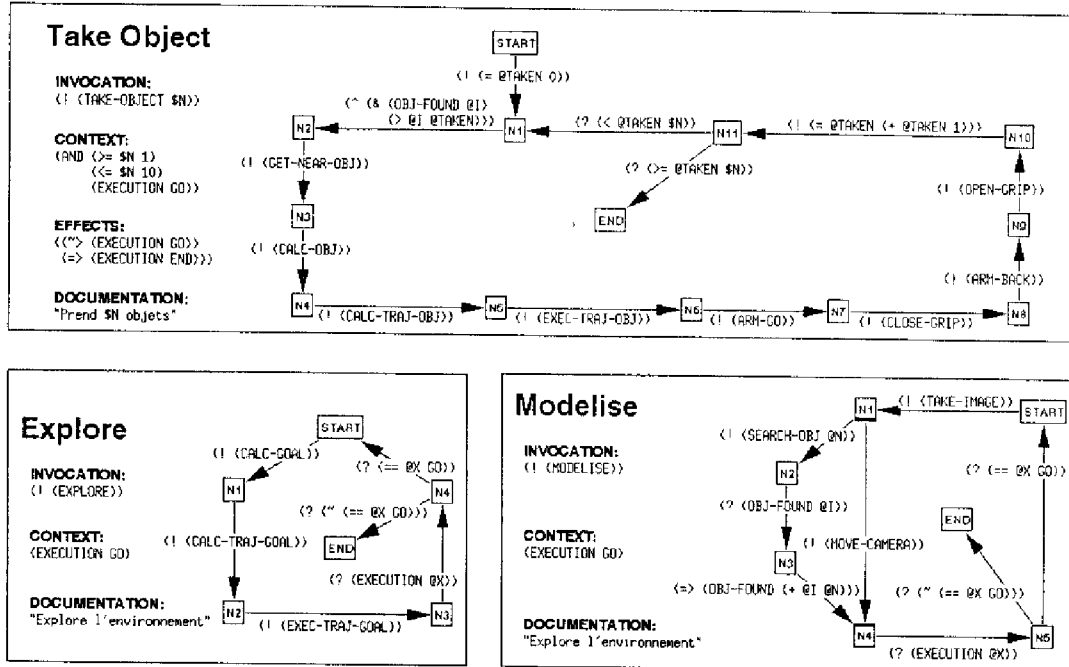 Take Object
START
(! (= @TAKEN 0))
INVOCATION:
(! (TAKE-OBJECT $N))
(^ (& (OBJ-FOUND @I)
(> @I @TAKEN)))
N2
N1
(? (< @TAKEN $N))
N11
(! (= @TAKEN (+ @TAKEN 1)))
N10
CONTEXT:
(AND (>= $N 1)
(<= $N 10)
(EXECUTION GO))
(! (GET-NEAR-OBJ))
(? (>= @TAKEN $N))
(! (OPEN-GRIP))
N3
END
N9
EFFECTS:
((~> (EXECUTION GO))
(=> (EXECUTION END)))
(! (CALC-OBJ))
(! (ARM-BACK))
DOCUMENTATION:
"Prend $N objets"
N4
(! (CALC-TRAJ-OBJ))
N5
(! (EXEC-TRAJ-OBJ))
N6
(! (ARM-GO))
N7
(! (CLOSE-GRIP))
N8
Explore
START
(! (CALC-GOAL))
(? (== @X GO))
INVOCATION:
(! (EXPLORE))
N1
N4
(? (~ (== @X GO)))
CONTEXT:
(EXECUTION GO)
(! (CALC-TRAJ-GOAL))
END
(? (EXECUTION @X))
DOCUMENTATION:
"Explore l'environnement"
N2
(! (EXEC-TRAJ-GOAL))
N3
Modelise
N1
(! (TAKE-IMAGE))
START
(! (SEARCH-OBJ @N))
INVOCATION:
(! (MODELISE))
N2
(? (== @X GO))
(? (OBJ-FOUND @I))
END
CONTEXT:
(EXECUTION GO)
(! (MOVE-CAMERA))
N3
(=> (OBJ-FOUND (+ @I @N)))
(? (~ (== @X GO)))
DOCUMENTATION:
"Explore l'environnement"
N4
N5
(? (EXECUTION @X))